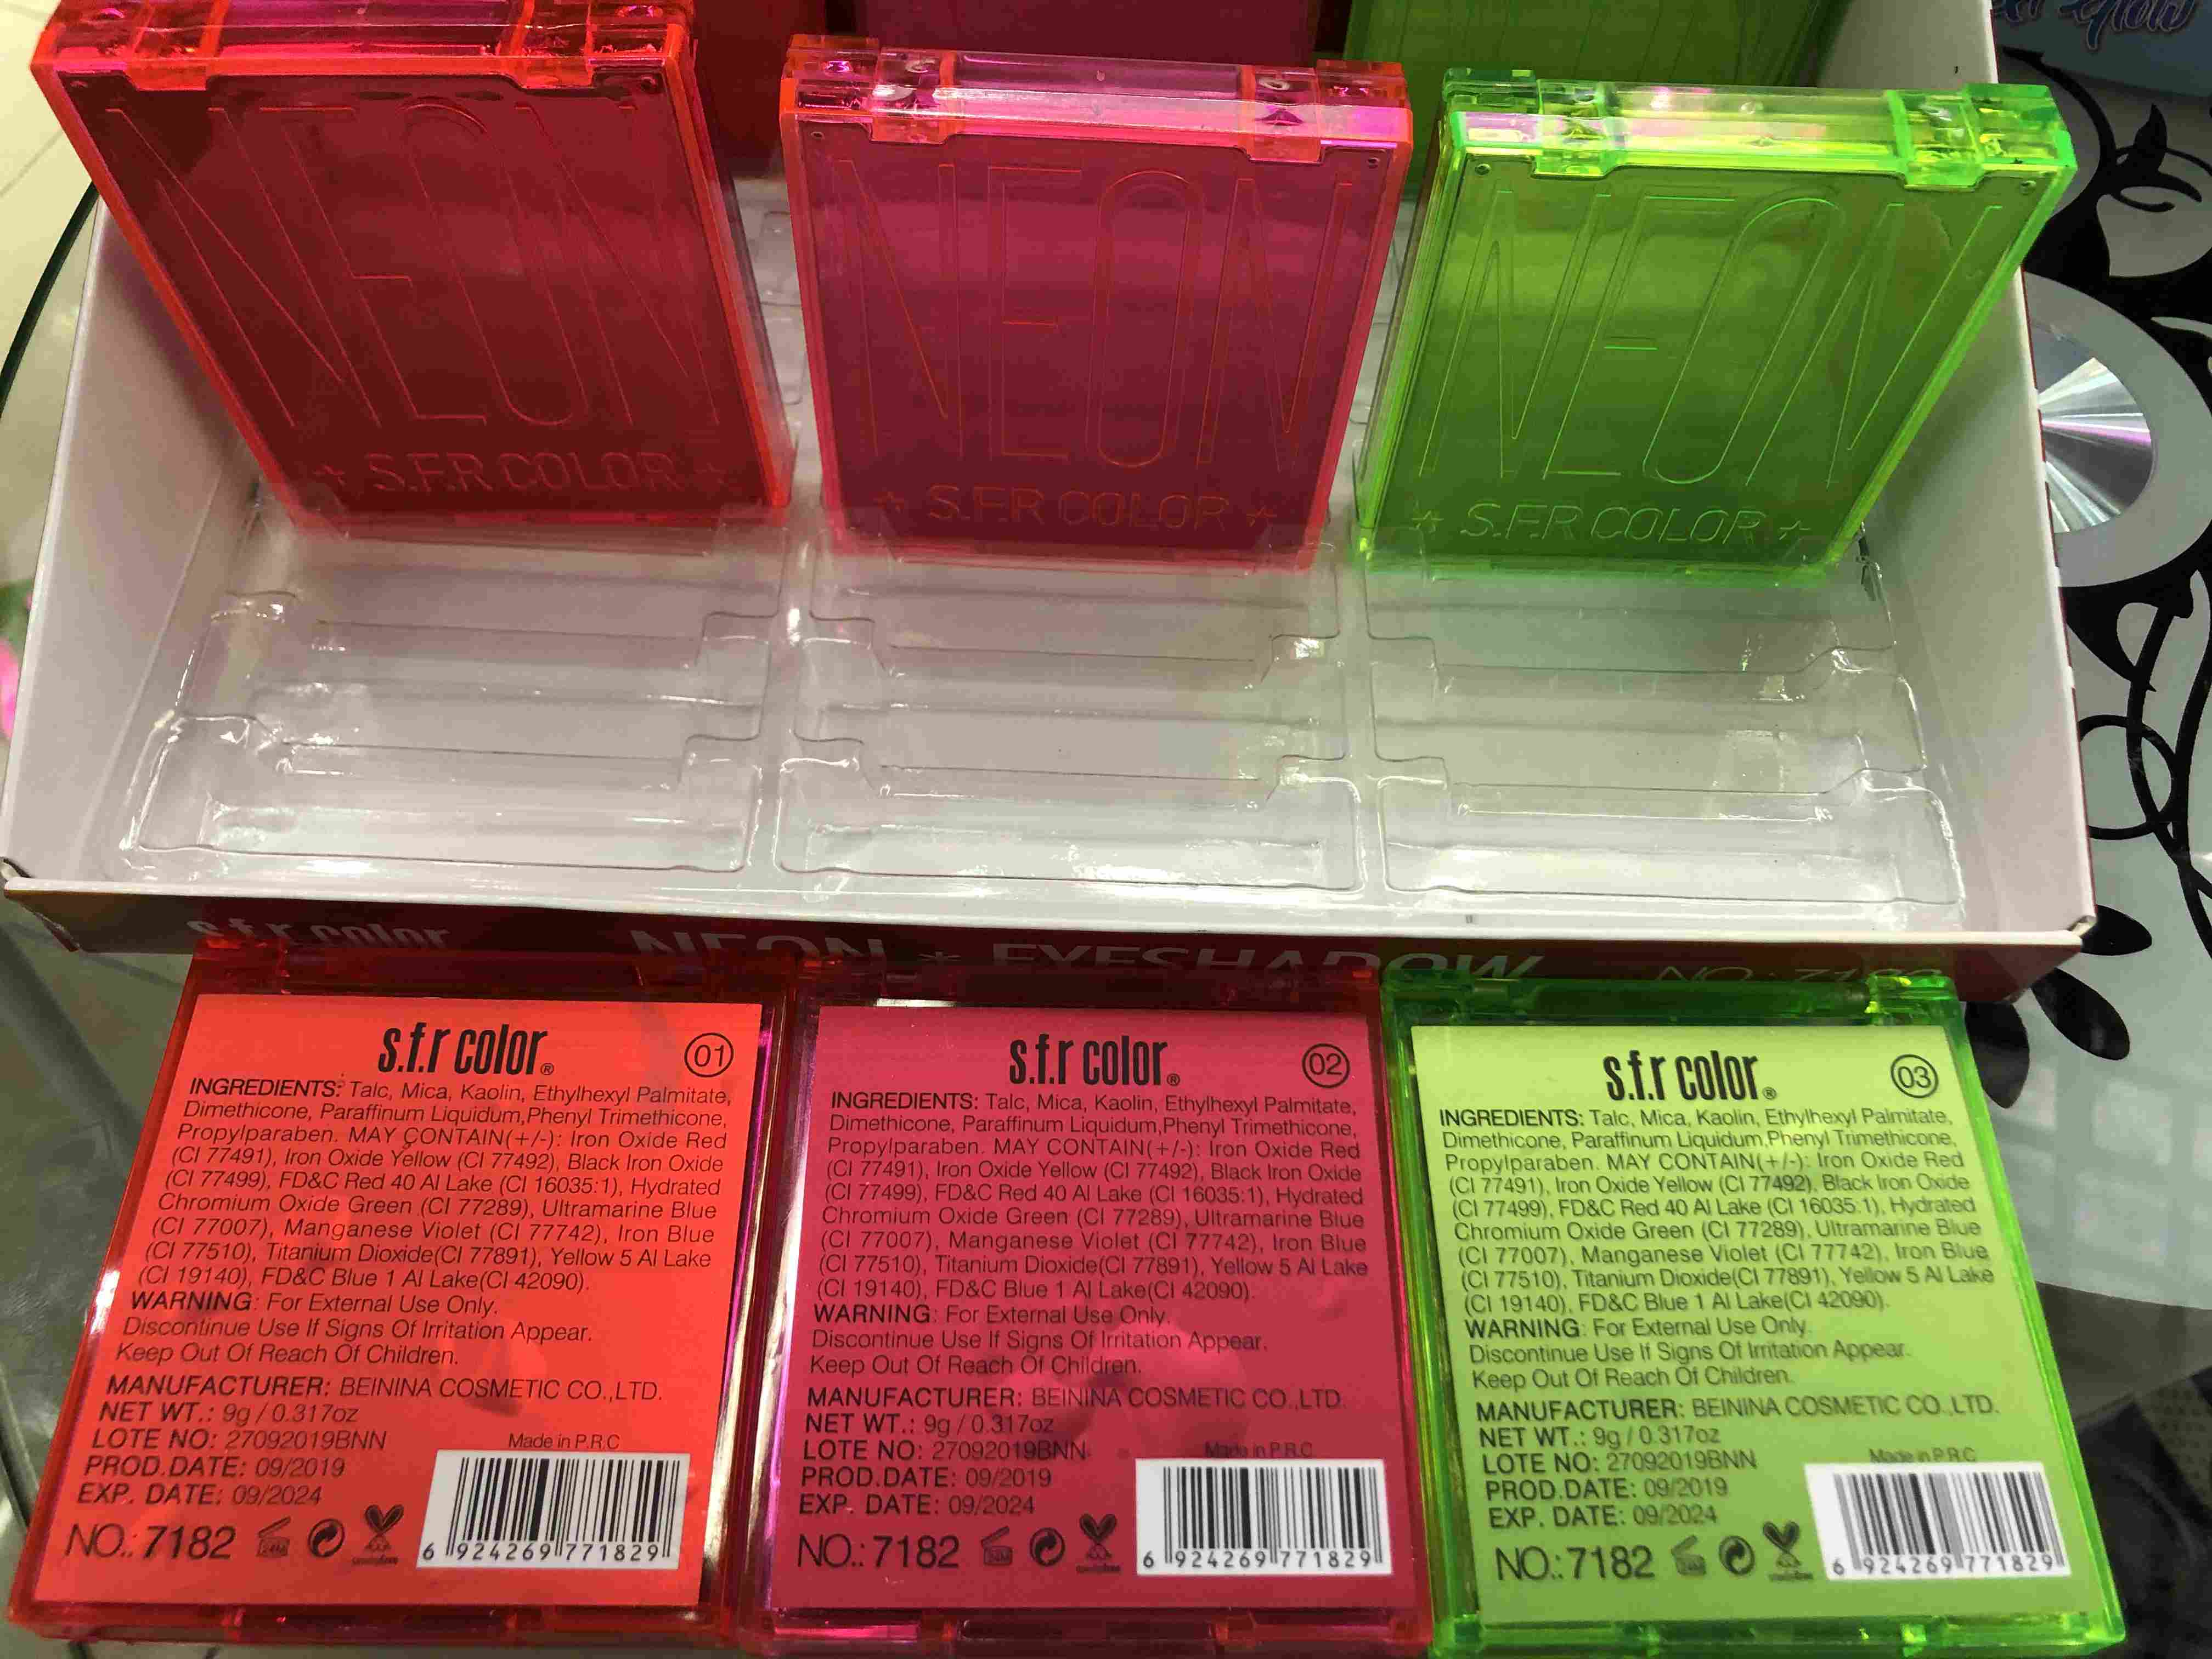 NEON
S.F.R COLOR
NEON
S.F.R COLOR
NEON
S.F.R COLOR
s.f.r color
NEON * EYESHADOW
s.f.r color®
01
INGREDIENTS: Talc, Mica, Kaolin, Ethylhexyl Palmitate,
Dimethicone, Paraffinum Liquidum,Phenyl Trimethicone,
Propylparaben. MAY CONTAIN(+/-): Iron Oxide Red
(CI 77491), Iron Oxide Yellow (CI 77492), Black Iron Oxide
(CI 77499), FD&C Red 40 Al Lake (CI 16035:1), Hydrated
Chromium Oxide Green (CI 77289), Ultramarine Blue
(CI 77007), Manganese Violet (CI 77742), Iron Blue
(CI 77510), Titanium Dioxide(CI 77891), Yellow 5 Al Lake
(CI 19140), FD&C Blue 1 Al Lake(CI 42090).
WARNING: For External Use Only.
Discontinue Use If Signs Of Irritation Appear.
Keep Out Of Reach Of Children.
MANUFACTURER: BEININA COSMETIC CO.,LTD.
NET WT.: 9g / 0.317oz
LOTE NO: 27092019BNN
PROD.DATE: 09/2019
EXP. DATE: 09/2024
NO.: 7182
Made in P.R.C
6 924269 771829
s.f.r color®
02
INGREDIENTS: Talc, Mica, Kaolin, Ethylhexyl Palmitate,
Dimethicone, Paraffinum Liquidum,Phenyl Trimethicone,
Propylparaben. MAY CONTAIN(+/-): Iron Oxide Red
(CI 77491), Iron Oxide Yellow (CI 77492), Black Iron Oxide
(CI 77499), FD&C Red 40 Al Lake (CI 16035:1), Hydrated
Chromium Oxide Green (CI 77289), Ultramarine Blue
(CI 77007), Manganese Violet (CI 77742), Iron Blue
(CI 77510), Titanium Dioxide(CI 77891), Yellow 5 Al Lake
(CI 19140), FD&C Blue 1 Al Lake(CI 42090).
WARNING: For External Use Only.
Discontinue Use If Signs Of Irritation Appear.
Keep Out Of Reach Of Children.
MANUFACTURER: BEININA COSMETIC CO.,LTD.
NET WT.: 9g / 0.317oz
LOTE NO: 27092019BNN
PROD.DATE: 09/2019
EXP. DATE: 09/2024
NO.: 7182
Made in P.R.C
6 924269 771829
s.f.r color®
03
INGREDIENTS: Talc, Mica, Kaolin, Ethylhexyl Palmitate,
Dimethicone, Paraffinum Liquidum,Phenyl Trimethicone,
Propylparaben. MAY CONTAIN(+/-): Iron Oxide Red
(CI 77491), Iron Oxide Yellow (CI 77492), Black Iron Oxide
(CI 77499), FD&C Red 40 Al Lake (CI 16035:1), Hydrated
Chromium Oxide Green (CI 77289), Ultramarine Blue
(CI 77007), Manganese Violet (CI 77742), Iron Blue
(CI 77510), Titanium Dioxide(CI 77891), Yellow 5 Al Lake
(CI 19140), FD&C Blue 1 Al Lake(CI 42090).
WARNING: For External Use Only.
Discontinue Use If Signs Of Irritation Appear.
Keep Out Of Reach Of Children.
MANUFACTURER: BEININA COSMETIC CO.,LTD.
NET WT.: 9g / 0.317oz
LOTE NO: 27092019BNN
PROD.DATE: 09/2019
EXP. DATE: 09/2024
NO.: 7182
Made in P.R.C
6 924269 771829